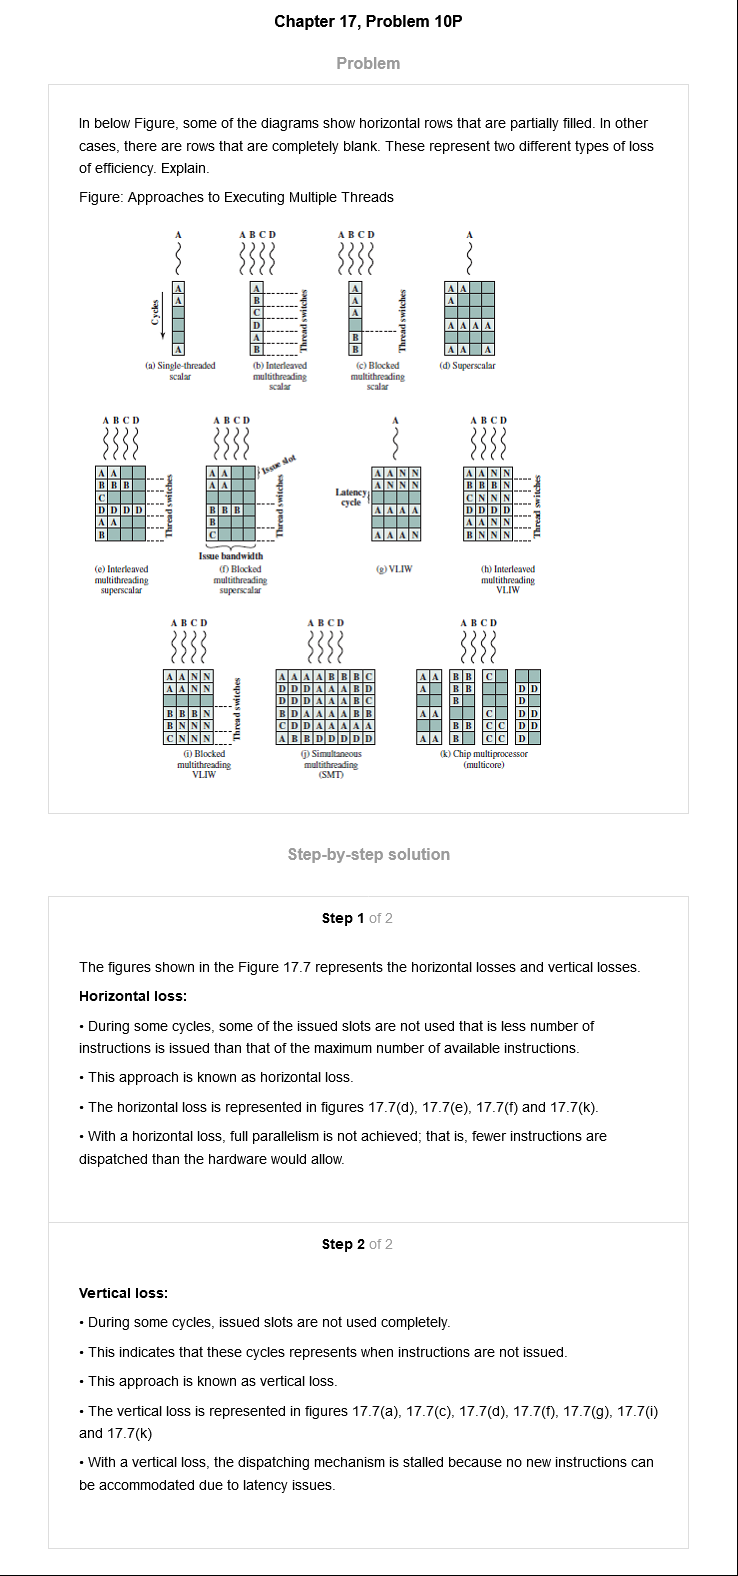 Chapter 17, Problem 10P
Problem
In below Figure, some of the diagrams show horizontal rows that are partially filled. In other
cases, there are rows that are completely blank. These represent two different types of loss
of efficiency. Explain.
Figure: Approaches to Executing Multiple Threads
A
A B C D
A B C D
A
Cycles
A
A
A
A
B
C
D
A
B
Thread switches
A
A
A
B
B
Thread switches
A A
A
A A A A
A A A
(a) Single-threaded
scalar
(b) Interleaved
multithreading
scalar
(c) Blocked
multithreading
scalar
(d) Superscalar
A B C D
A B C D
A
A B C D
A A
B B B
C
D D D D
A A
B
Thread switches
A A
A A
B B B
B
C
Issue slot
Thread switches
Issue bandwidth
Latency
cycle
A A N N
A N N N
A A A A
A A A N
A A N N
B B B N
C N N N
D D D D
A A N N
B N N N
Thread switches
(e) Interleaved
multithreading
superscalar
(f) Blocked
multithreading
superscalar
(g) VLIW
(h) Interleaved
multithreading
VLIW
A B C D
A B C D
A B C D
A A N N
A A N N
B B B N
B N N N
C N N N
Thread switches
A A A A B B B C
D D D A A A B D
D D D A A A B C
B D A A A A B B
C D D A A A A A
A B B D D D D D
A A
A
A A
A A
B B
B B
B
B B
B
C
C
C C
C C
D D
D
D D
D D
D
(i) Blocked
multithreading
VLIW
(j) Simultaneous
multithreading
(SMT)
(k) Chip multiprocessor
(multicore)
Step-by-step solution
Step 1 of 2
The figures shown in the Figure 17.7 represents the horizontal losses and vertical losses.
Horizontal loss:
• During some cycles, some of the issued slots are not used that is less number of
instructions is issued than that of the maximum number of available instructions.
• This approach is known as horizontal loss.
• The horizontal loss is represented in figures 17.7(d), 17.7(e), 17.7(f) and 17.7(k).
• With a horizontal loss, full parallelism is not achieved; that is, fewer instructions are
dispatched than the hardware would allow.
Step 2 of 2
Vertical loss:
• During some cycles, issued slots are not used completely.
• This indicates that these cycles represents when instructions are not issued.
• This approach is known as vertical loss.
• The vertical loss is represented in figures 17.7(a), 17.7(c), 17.7(d), 17.7(f), 17.7(g), 17.7(i)
and 17.7(k)
• With a vertical loss, the dispatching mechanism is stalled because no new instructions can
be accommodated due to latency issues.